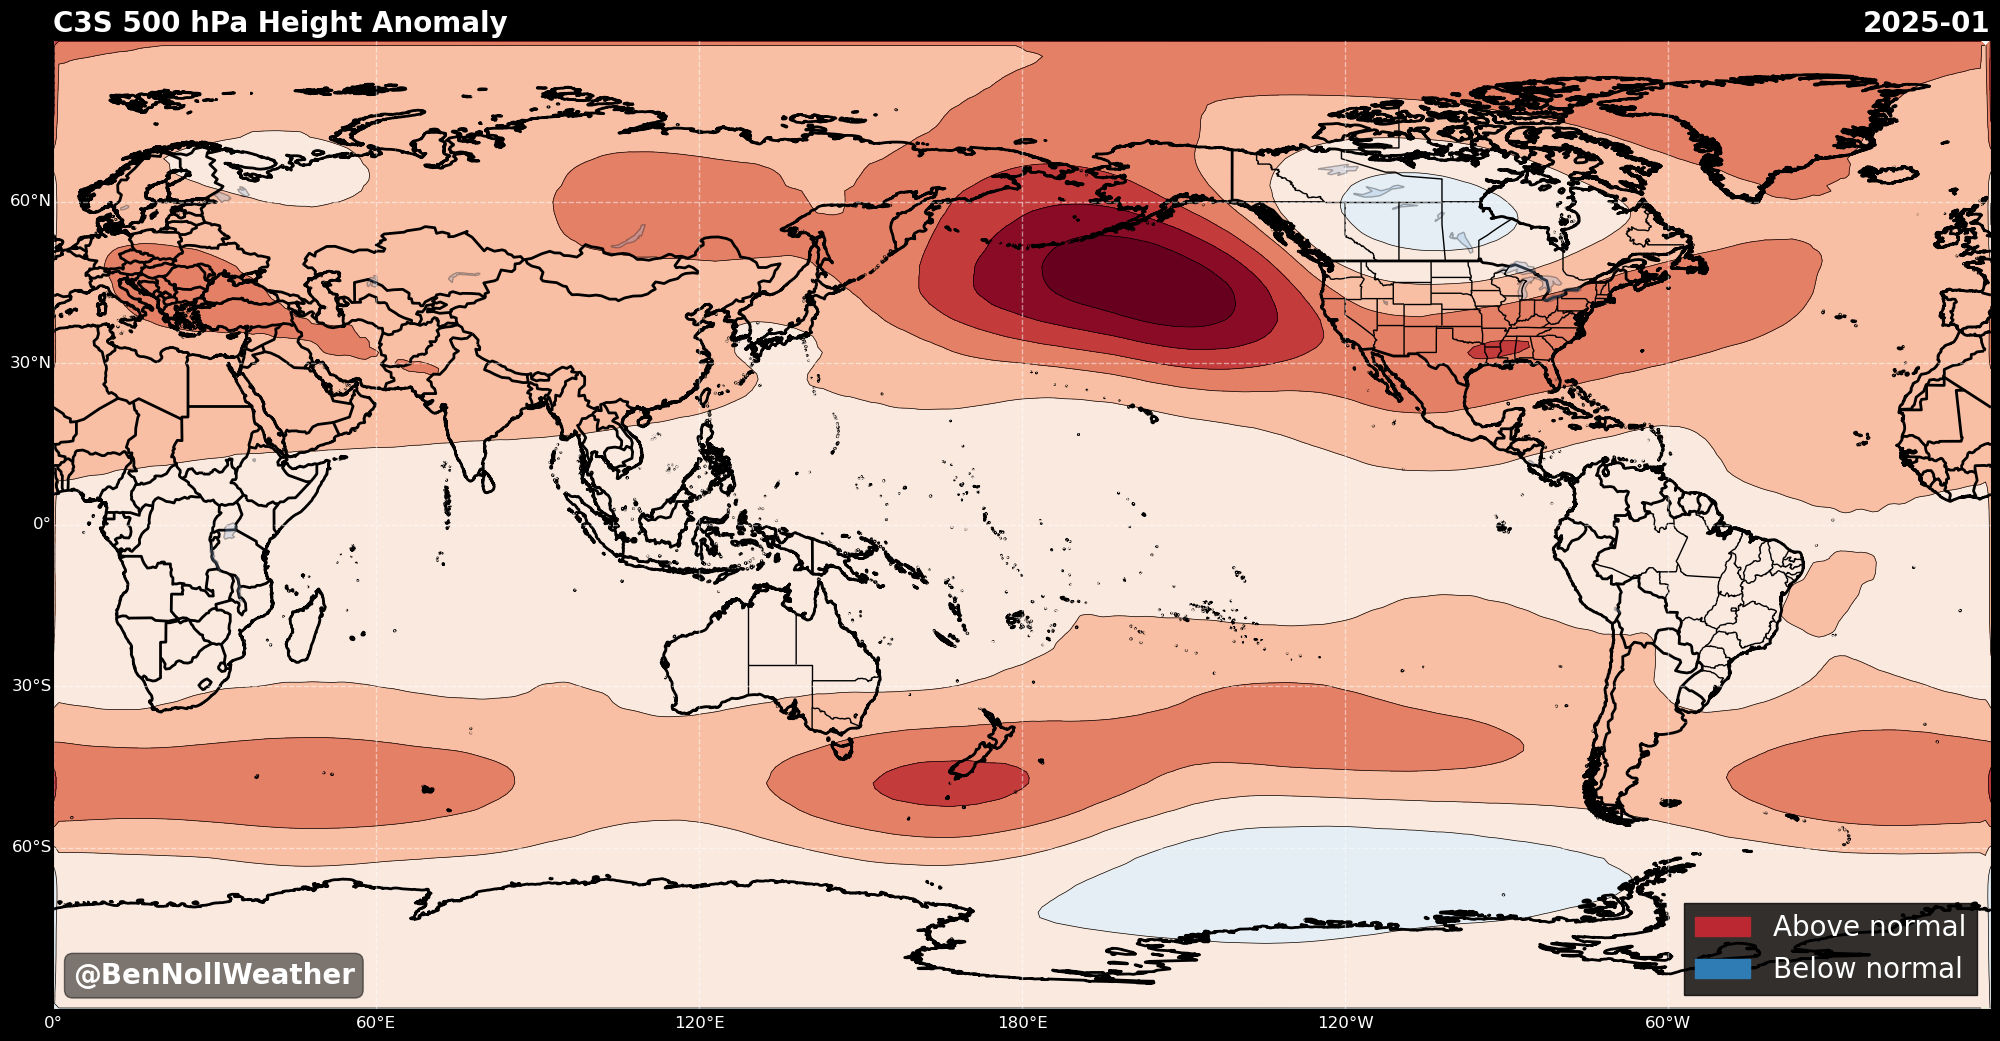 C3S 500 hPa Height Anomaly
2025-01
60°N
30°N
0°
30°S
60°S
Above normal
Below normal
@BenNollWeather
0°
60°E
120°E
180°E
120°W
60°W